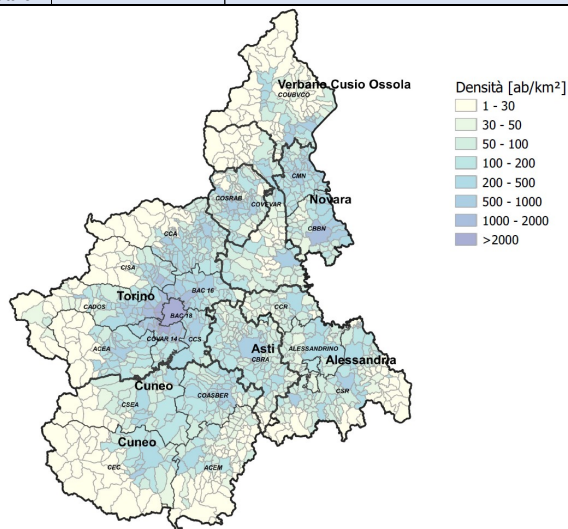 Verbano Cusio Ossola
COUBVCO
Densità [ab/km²]
1 - 30
30 - 50
50 - 100
100 - 200
200 - 500
500 - 1000
1000 - 2000
>2000
CMN
COSRAB
COVEVAR
Novara
CBBN
CCA
CISA
BAC 16
Torino
CADOS
CCR
BAC 18
COVAR 14
CCS
ACEA
Asti
ALESSANDRINO
CBRA
Alessandria
Cuneo
CSR
COASBER
CSEA
Cuneo
CEC
ACEM